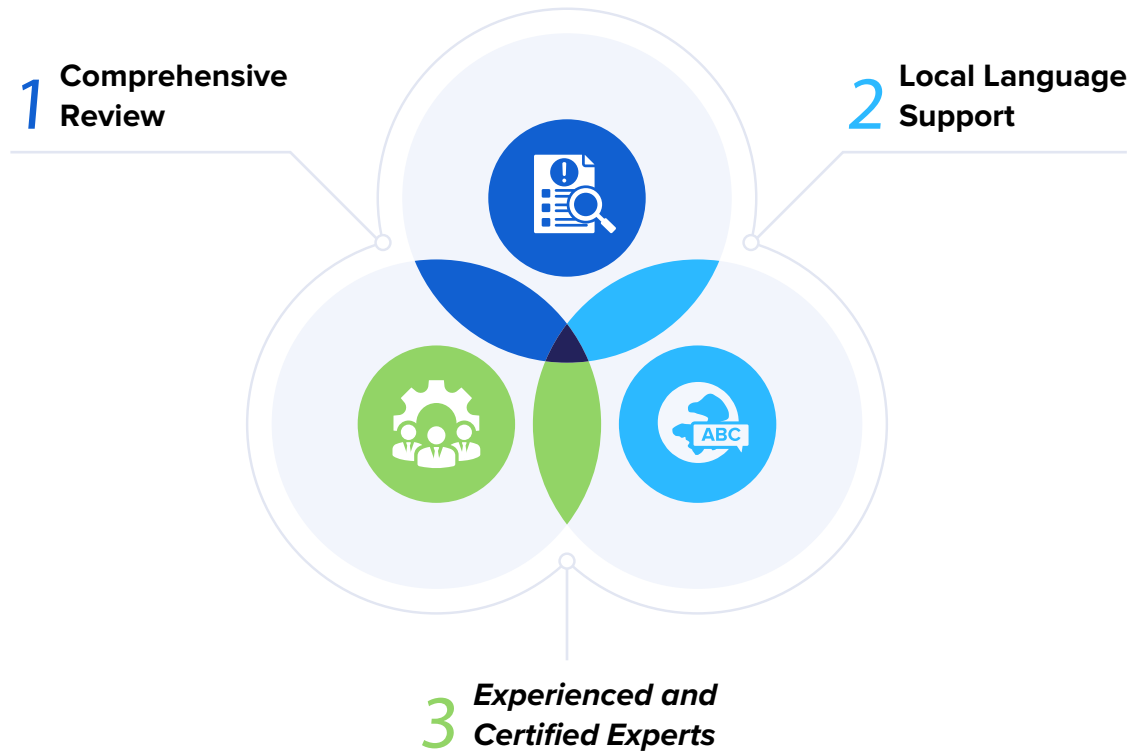 1 Comprehensive
Review
2 Local Language
Support
ABC
3 Experienced and
Certified Experts